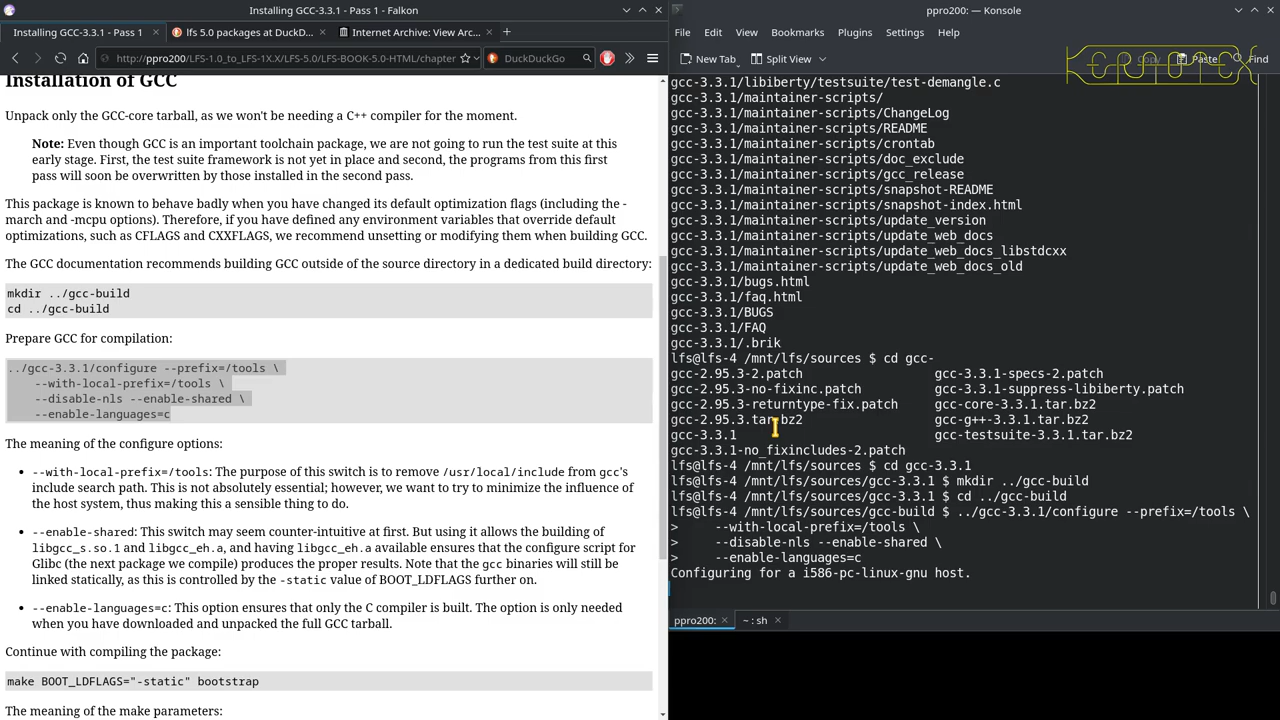 Installing GCC-3.3.1 - Pass 1 - Falkon
Installing GCC-3.3.1 - Pass 1
lfs 5.0 packages at DuckD...
Internet Archive: View Arc...
http://ppro200/LFS-1.0_to_LFS-1X.X/LFS-5.0/LFS-BOOK-5.0-HTML/chapter
DuckDuckGo
Installation of GCC
Unpack only the GCC-core tarball, as we won't be needing a C++ compiler for the moment.
Note: Even though GCC is an important toolchain package, we are not going to run the test suite at this
early stage. First, the test suite framework is not yet in place and second, the programs from this first
pass will soon be overwritten by those installed in the second pass.
This package is known to behave badly when you have changed its default optimization flags (including the -
march and -mcpu options). Therefore, if you have defined any environment variables that override default
optimizations, such as CFLAGS and CXXFLAGS, we recommend unsetting or modifying them when building GCC.
The GCC documentation recommends building GCC outside of the source directory in a dedicated build directory:
mkdir ../gcc-build
cd ../gcc-build
Prepare GCC for compilation:
../gcc-3.3.1/configure --prefix=/tools \
--with-local-prefix=/tools \
--disable-nls --enable-shared \
--enable-languages=c
The meaning of the configure options:
• --with-local-prefix=/tools: The purpose of this switch is to remove /usr/local/include from gcc's
include search path. This is not absolutely essential; however, we want to try to minimize the influence of
the host system, thus making this a sensible thing to do.
• --enable-shared: This switch may seem counter-intuitive at first. But using it allows the building of
libgcc_s.so.1 and libgcc_eh.a, and having libgcc_eh.a available ensures that the configure script for
Glibc (the next package we compile) produces the proper results. Note that the gcc binaries will still be
linked statically, as this is controlled by the -static value of BOOT_LDFLAGS further on.
• --enable-languages=c: This option ensures that only the C compiler is built. The option is only needed
when you have downloaded and unpacked the full GCC tarball.
Continue with compiling the package:
make BOOT_LDFLAGS="-static" bootstrap
The meaning of the make parameters:
ppro200: — Konsole
File Edit View Bookmarks Plugins Settings Help
New Tab Split View Copy Paste Find
gcc-3.3.1/libiberty/testsuite/test-demangle.c
gcc-3.3.1/maintainer-scripts/
gcc-3.3.1/maintainer-scripts/ChangeLog
gcc-3.3.1/maintainer-scripts/README
gcc-3.3.1/maintainer-scripts/crontab
gcc-3.3.1/maintainer-scripts/doc_exclude
gcc-3.3.1/maintainer-scripts/gcc_release
gcc-3.3.1/maintainer-scripts/snapshot-README
gcc-3.3.1/maintainer-scripts/snapshot-index.html
gcc-3.3.1/maintainer-scripts/update_version
gcc-3.3.1/maintainer-scripts/update_web_docs
gcc-3.3.1/maintainer-scripts/update_web_docs_libstdcxx
gcc-3.3.1/maintainer-scripts/update_web_docs_old
gcc-3.3.1/bugs.html
gcc-3.3.1/faq.html
gcc-3.3.1/BUGS
gcc-3.3.1/FAQ
gcc-3.3.1/.brik
lfs@lfs-4 /mnt/lfs/sources $ cd gcc-
gcc-2.95.3-2.patch gcc-3.3.1-specs-2.patch
gcc-2.95.3-no-fixinc.patch gcc-3.3.1-suppress-libiberty.patch
gcc-2.95.3-returntype-fix.patch gcc-core-3.3.1.tar.bz2
gcc-2.95.3.tar.bz2 gcc-g++-3.3.1.tar.bz2
gcc-3.3.1 gcc-testsuite-3.3.1.tar.bz2
gcc-3.3.1-no_fixincludes-2.patch
lfs@lfs-4 /mnt/lfs/sources $ cd gcc-3.3.1
lfs@lfs-4 /mnt/lfs/sources/gcc-3.3.1 $ mkdir ../gcc-build
lfs@lfs-4 /mnt/lfs/sources/gcc-3.3.1 $ cd ../gcc-build
lfs@lfs-4 /mnt/lfs/sources/gcc-build $ ../gcc-3.3.1/configure --prefix=/tools \
> --with-local-prefix=/tools \
> --disable-nls --enable-shared \
> --enable-languages=c
Configuring for a i586-pc-linux-gnu host.
ppro200:
~ : sh